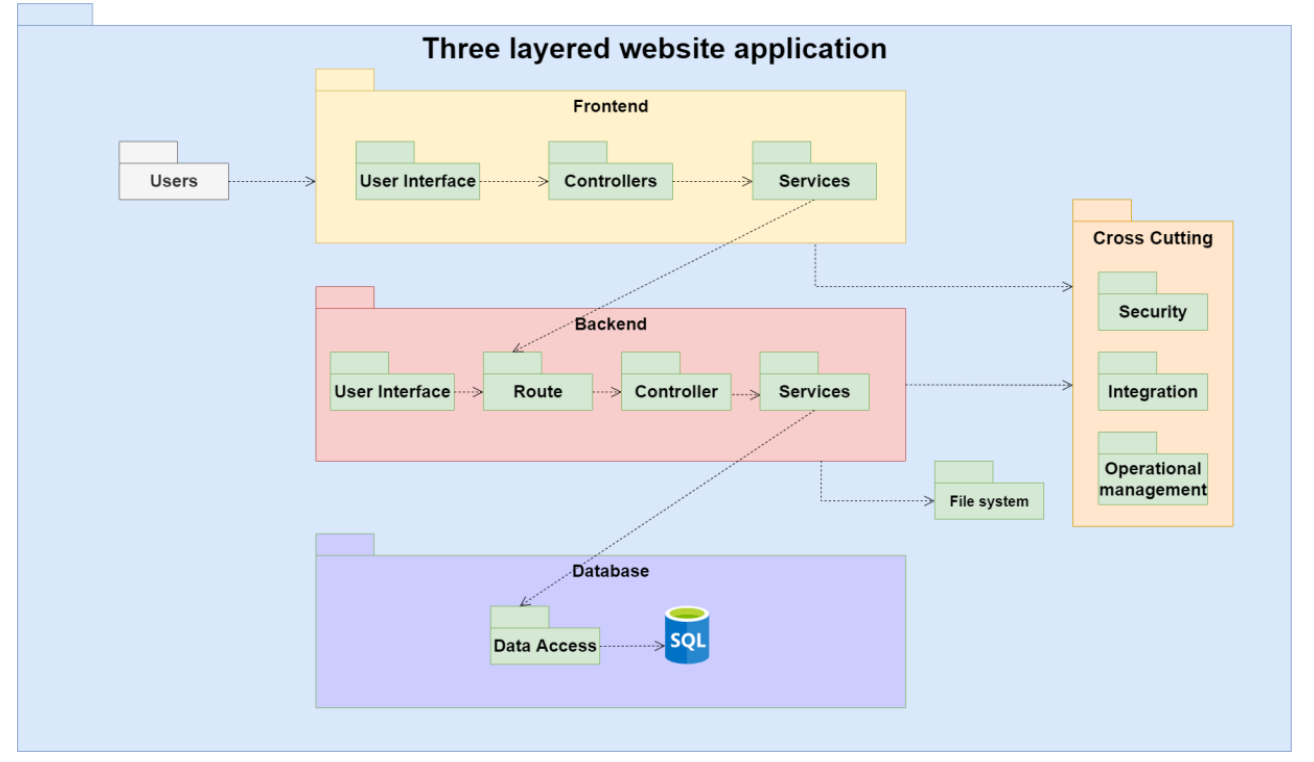 Three layered website application
Frontend
Users
User Interface
Controllers
Services
Cross Cutting
Security
Integration
Operational
management
Backend
User Interface
Route
Controller
Services
File system
Database
Data Access
SQL